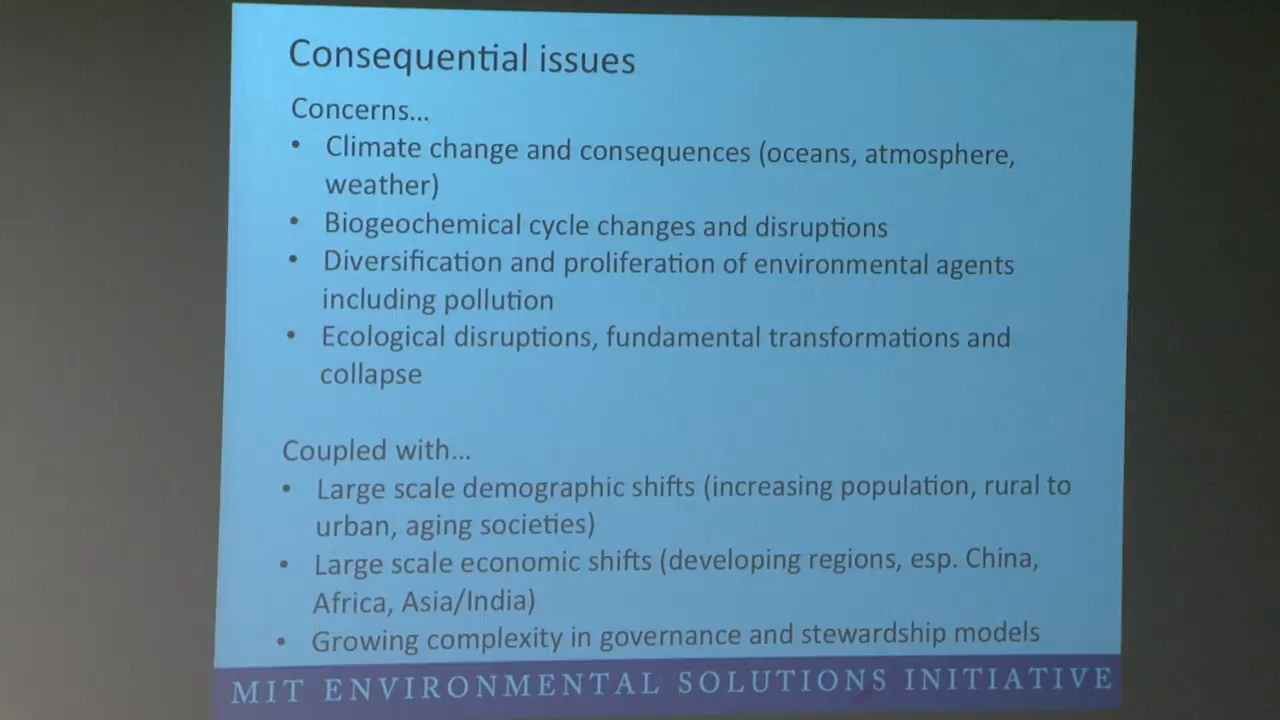 Consequential issues
Concerns...
• Climate change and consequences (oceans, atmosphere,
weather)
• Biogeochemical cycle changes and disruptions
• Diversification and proliferation of environmental agents
including pollution
• Ecological disruptions, fundamental transformations and
collapse
Coupled with...
• Large scale demographic shifts (increasing population, rural to
urban, aging societies)
• Large scale economic shifts (developing regions, esp. China,
Africa, Asia/India)
• Growing complexity in governance and stewardship models
MIT ENVIRONMENTAL SOLUTIONS INITIATIVE